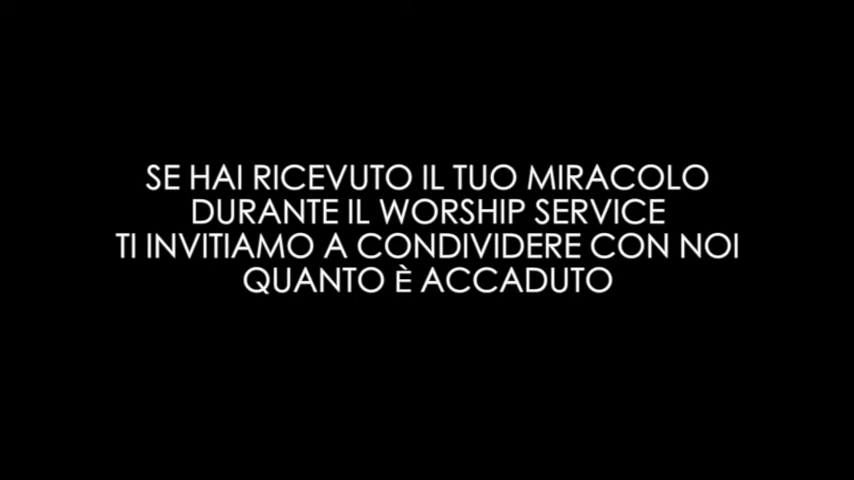 SE HAI RICEVUTO IL TUO MIRACOLO
DURANTE IL WORSHIP SERVICE
TI INVITIAMO A CONDIVIDERE CON NOI
QUANTO È ACCADUTO